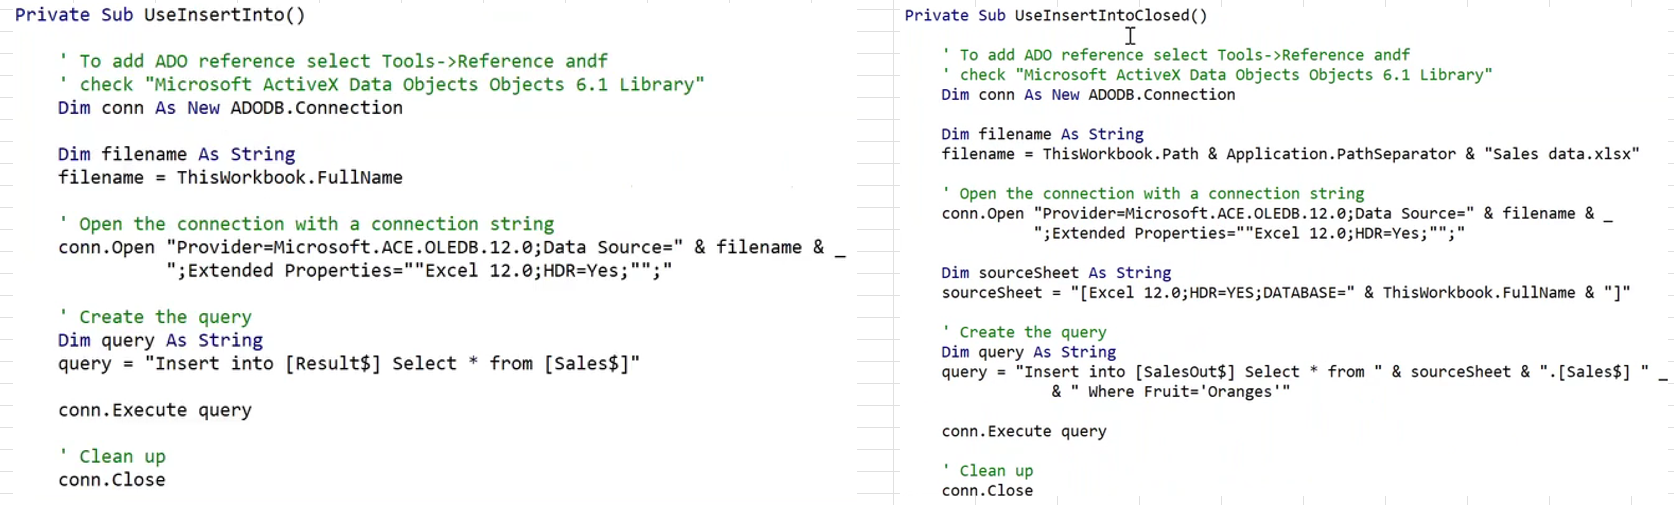 Private Sub UseInsertInto()
' To add ADO reference select Tools->Reference andf
' check "Microsoft ActiveX Data Objects Objects 6.1 Library"
Dim conn As New ADODB.Connection
Dim filename As String
filename = ThisWorkbook.FullName
' Open the connection with a connection string
conn.Open "Provider=Microsoft.ACE.OLEDB.12.0;Data Source=" & filename & _
";Extended Properties=""Excel 12.0;HDR=Yes;"";"
' Create the query
Dim query As String
query = "Insert into [Result$] Select * from [Sales$]"
conn.Execute query
' Clean up
conn.Close
Private Sub UseInsertIntoClosed()
' To add ADO reference select Tools->Reference andf
' check "Microsoft ActiveX Data Objects Objects 6.1 Library"
Dim conn As New ADODB.Connection
Dim filename As String
filename = ThisWorkbook.Path & Application.PathSeparator & "Sales data.xlsx"
' Open the connection with a connection string
conn.Open "Provider=Microsoft.ACE.OLEDB.12.0;Data Source=" & filename & _
";Extended Properties=""Excel 12.0;HDR=Yes;"";"
Dim sourceSheet As String
sourceSheet = "[Excel 12.0;HDR=YES;DATABASE=" & ThisWorkbook.FullName & "]"
' Create the query
Dim query As String
query = "Insert into [SalesOut$] Select * from " & sourceSheet & ".[Sales$] " _
& " Where Fruit='Oranges'"
conn.Execute query
' Clean up
conn.Close